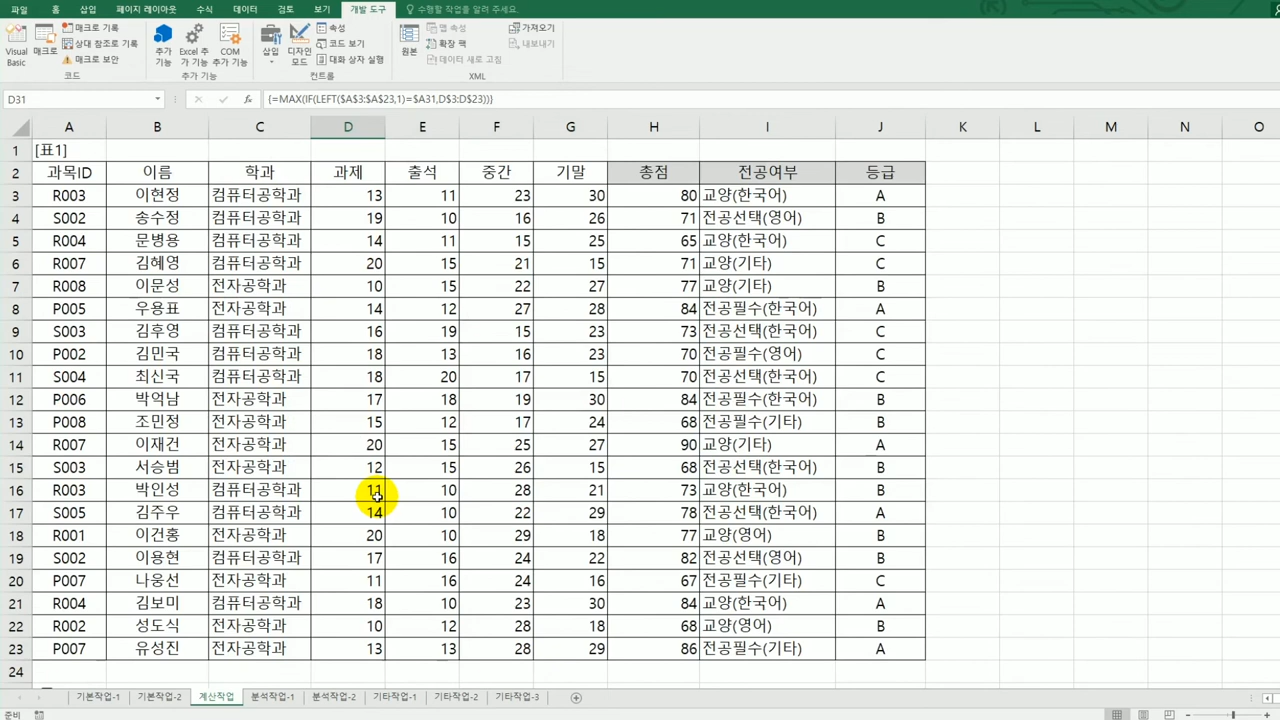 파일 홈 삽입 페이지 레이아웃 수식 데이터 검토 보기 개발 도구 수행할 작업을 알려 주세요.
Visual Basic 매크로 매크로 기록 상대 참조로 기록 매크로 보안 추가 기능 Excel 추가 기능 COM 추가 기능 삽입 디자인 모드 속성 코드 보기 대화 상자 실행 원본 맵 속성 확장 팩 데이터 새로 고침 가져오기 내보내기
코드 추가 기능 컨트롤 XML
D31 fx {=MAX(IF(LEFT($A$3:$A$23,1)=$A31,D$3:D$23))}
A B C D E F G H I J K L M N O
1 [표1]
2 과목ID 이름 학과 과제 출석 중간 기말 총점 전공여부 등급
3 R003 이현정 컴퓨터공학과 13 11 23 30 80 교양(한국어) A
4 S002 송수정 컴퓨터공학과 19 10 16 26 71 전공선택(영어) B
5 R004 문병용 컴퓨터공학과 14 11 15 25 65 교양(한국어) C
6 R007 김혜영 컴퓨터공학과 20 15 21 15 71 교양(기타) C
7 R008 이문성 전자공학과 10 15 22 27 77 교양(기타) B
8 P005 우용표 전자공학과 14 12 27 28 84 전공필수(한국어) A
9 S003 김후영 컴퓨터공학과 16 19 15 23 73 전공선택(한국어) C
10 P002 김민국 컴퓨터공학과 18 13 16 23 70 전공필수(영어) C
11 S004 최신국 컴퓨터공학과 18 20 17 15 70 전공선택(한국어) C
12 P006 박억남 전자공학과 17 18 19 30 84 전공필수(한국어) B
13 P008 조민정 전자공학과 15 12 17 24 68 전공필수(기타) B
14 R007 이재건 전자공학과 20 15 25 27 90 교양(기타) A
15 S003 서승범 전자공학과 12 15 26 15 68 전공선택(한국어) B
16 R003 박인성 컴퓨터공학과 11 10 28 21 73 교양(한국어) B
17 S005 김주우 컴퓨터공학과 14 10 22 29 78 전공선택(한국어) A
18 R001 이건홍 전자공학과 20 10 29 18 77 교양(영어) B
19 S002 이용현 컴퓨터공학과 17 16 24 22 82 전공선택(영어) B
20 P007 나웅선 전자공학과 11 16 24 16 67 전공필수(기타) C
21 R004 김보미 컴퓨터공학과 18 10 23 30 84 교양(한국어) A
22 R002 성도식 전자공학과 10 12 28 18 68 교양(영어) B
23 P007 유성진 전자공학과 13 13 28 29 86 전공필수(기타) A
24
기본작업-1 기본작업-2 계산작업 분석작업-1 분석작업-2 기타작업-1 기타작업-2 기타작업-3
준비